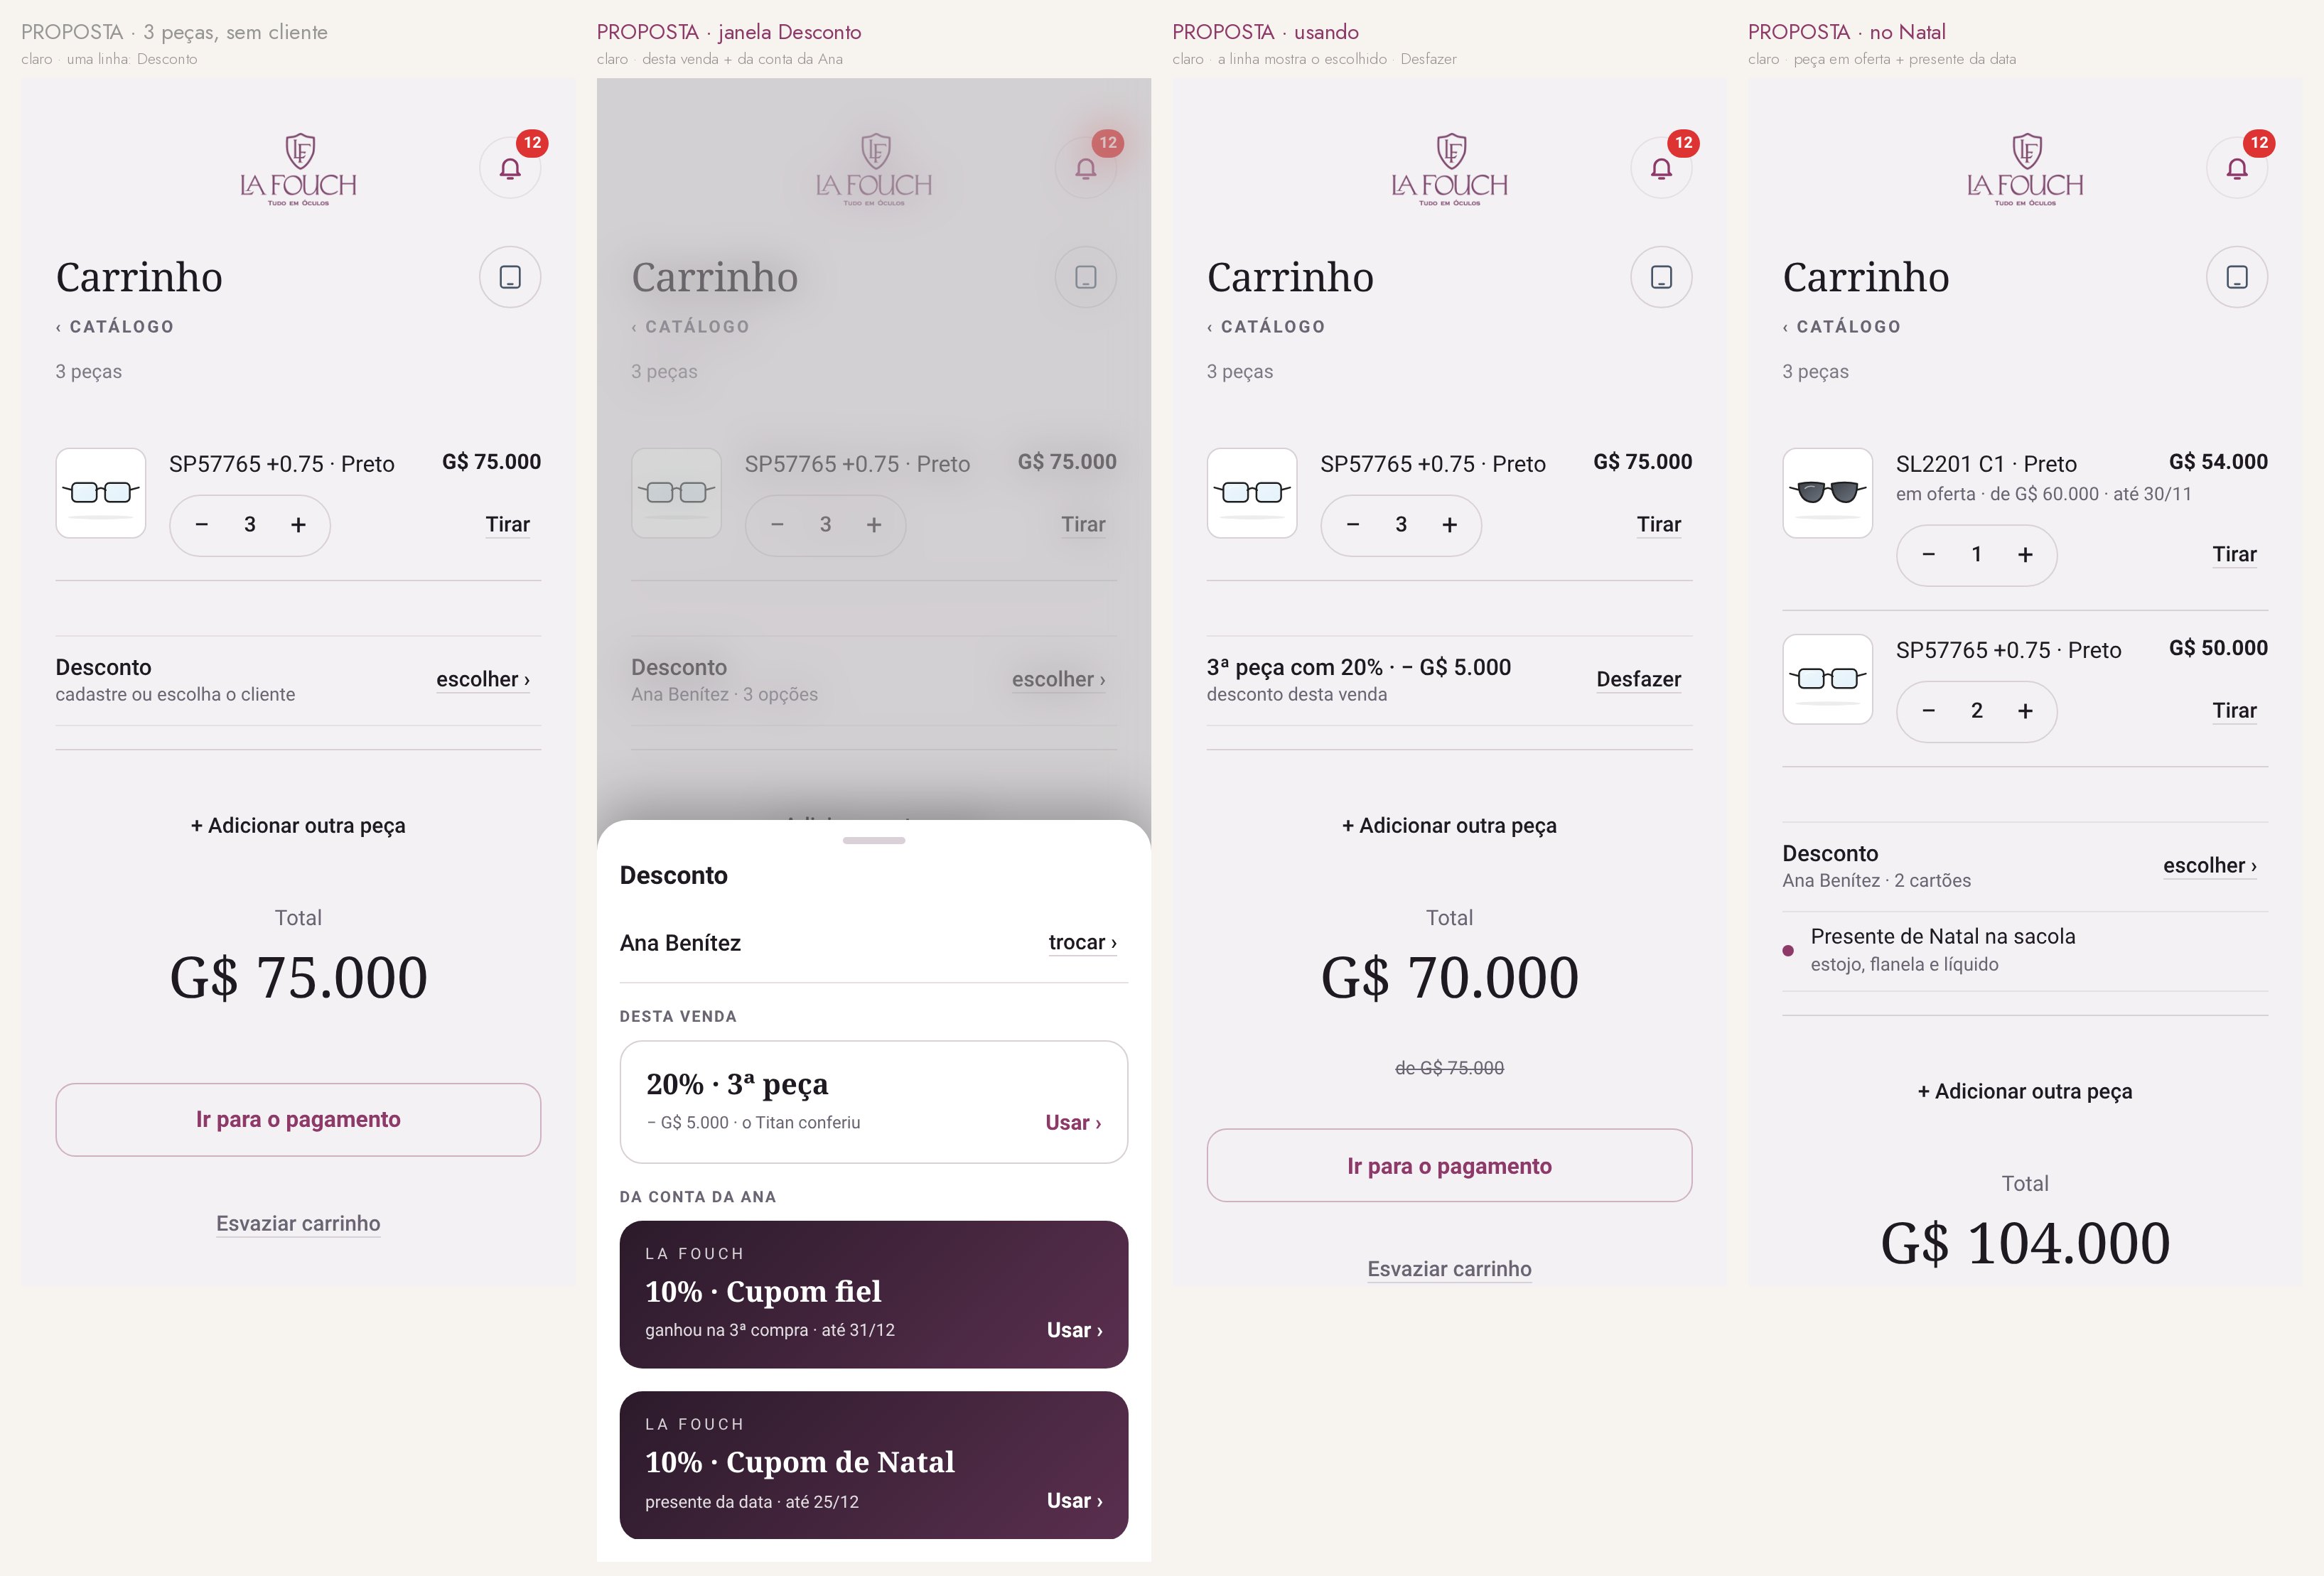 PROPOSTA · 3 peças, sem cliente
claro · uma linha: Desconto
12
LF
LA FOUCH
TUDO EM ÓCULOS
Carrinho
‹ CATÁLOGO
3 peças
SP57765 +0.75 · Preto
G$ 75.000
− 3 +
Tirar
Desconto
cadastre ou escolha o cliente
escolher ›
+ Adicionar outra peça
Total
G$ 75.000
Ir para o pagamento
Esvaziar carrinho
PROPOSTA · janela Desconto
claro · desta venda + da conta da Ana
12
LF
LA FOUCH
TUDO EM ÓCULOS
Carrinho
‹ CATÁLOGO
3 peças
SP57765 +0.75 · Preto
G$ 75.000
− 3 +
Tirar
Desconto
Ana Benítez · 3 opções
escolher ›
Desconto
Ana Benítez
trocar ›
DESTA VENDA
20% · 3ª peça
− G$ 5.000 · o Titan conferiu
Usar ›
DA CONTA DA ANA
LA FOUCH
10% · Cupom fiel
ganhou na 3ª compra · até 31/12
Usar ›
LA FOUCH
10% · Cupom de Natal
presente da data · até 25/12
Usar ›
PROPOSTA · usando
claro · a linha mostra o escolhido · Desfazer
12
LF
LA FOUCH
TUDO EM ÓCULOS
Carrinho
‹ CATÁLOGO
3 peças
SP57765 +0.75 · Preto
G$ 75.000
− 3 +
Tirar
3ª peça com 20% · − G$ 5.000
desconto desta venda
Desfazer
+ Adicionar outra peça
Total
G$ 70.000
de G$ 75.000
Ir para o pagamento
Esvaziar carrinho
PROPOSTA · no Natal
claro · peça em oferta + presente da data
12
LF
LA FOUCH
TUDO EM ÓCULOS
Carrinho
‹ CATÁLOGO
3 peças
SL2201 C1 · Preto
G$ 54.000
em oferta · de G$ 60.000 · até 30/11
− 1 +
Tirar
SP57765 +0.75 · Preto
G$ 50.000
− 2 +
Tirar
Desconto
Ana Benítez · 2 cartões
escolher ›
Presente de Natal na sacola
estojo, flanela e líquido
+ Adicionar outra peça
Total
G$ 104.000